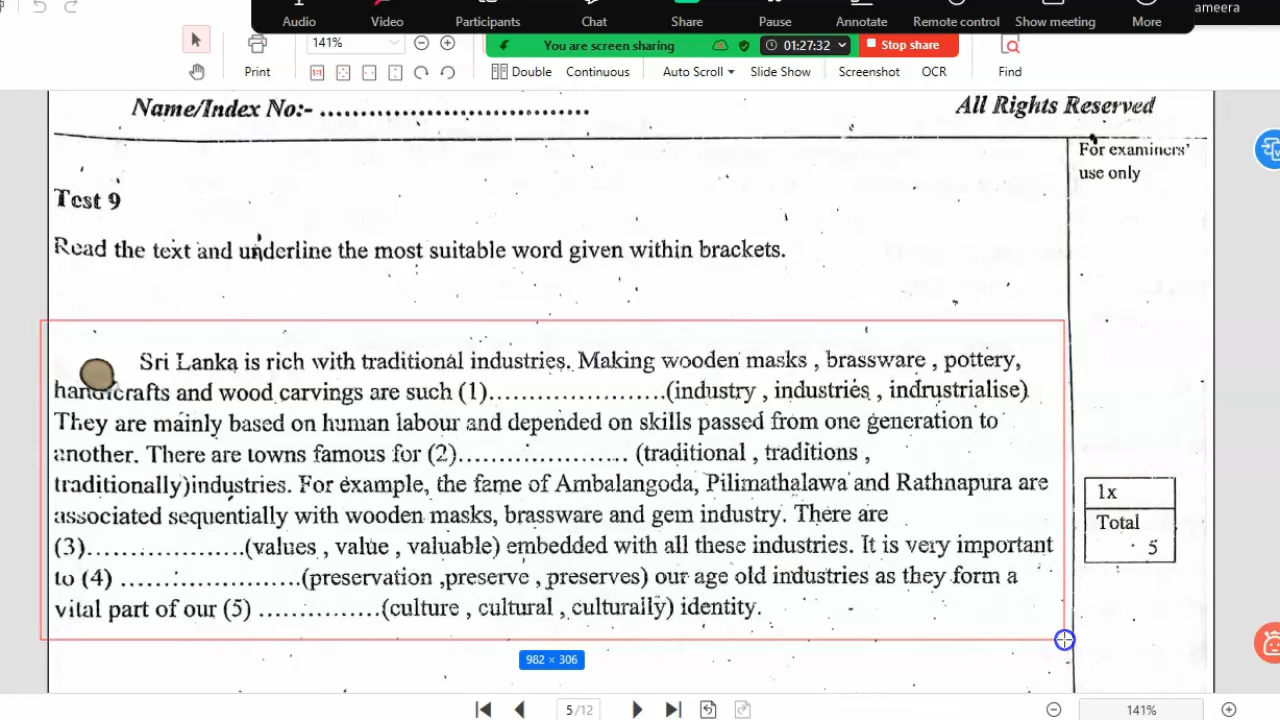 ameera
Audio Video Participants Chat Share Pause Annotate Remote control Show meeting More
141% You are screen sharing 01:27:32 Stop share
Print Double Continuous Auto Scroll Slide Show Screenshot OCR Find
Name/Index No:- .................................. All Rights Reserved
For examiners'
use only
Test 9
Read the text and underline the most suitable word given within brackets.
Sri Lanka is rich with traditional industries. Making wooden masks , brassware , pottery,
handicrafts and wood carvings are such (1)........................(industry , industries , indrustrialise)
They are mainly based on human labour and depended on skills passed from one generation to
another. There are towns famous for (2)........................ (traditional , traditions ,
traditionally)industries. For example, the fame of Ambalangoda, Pilimathalawa and Rathnapura are
associated sequentially with wooden masks, brassware and gem industry. There are
(3)......................(values , value , valuable) embedded with all these industries. It is very important
to (4) .........................(preservation ,preserve , preserves) our age old industries as they form a
vital part of our (5) ................(culture , cultural , culturally) identity.
1x
Total
5
982 × 306
5/12 141%